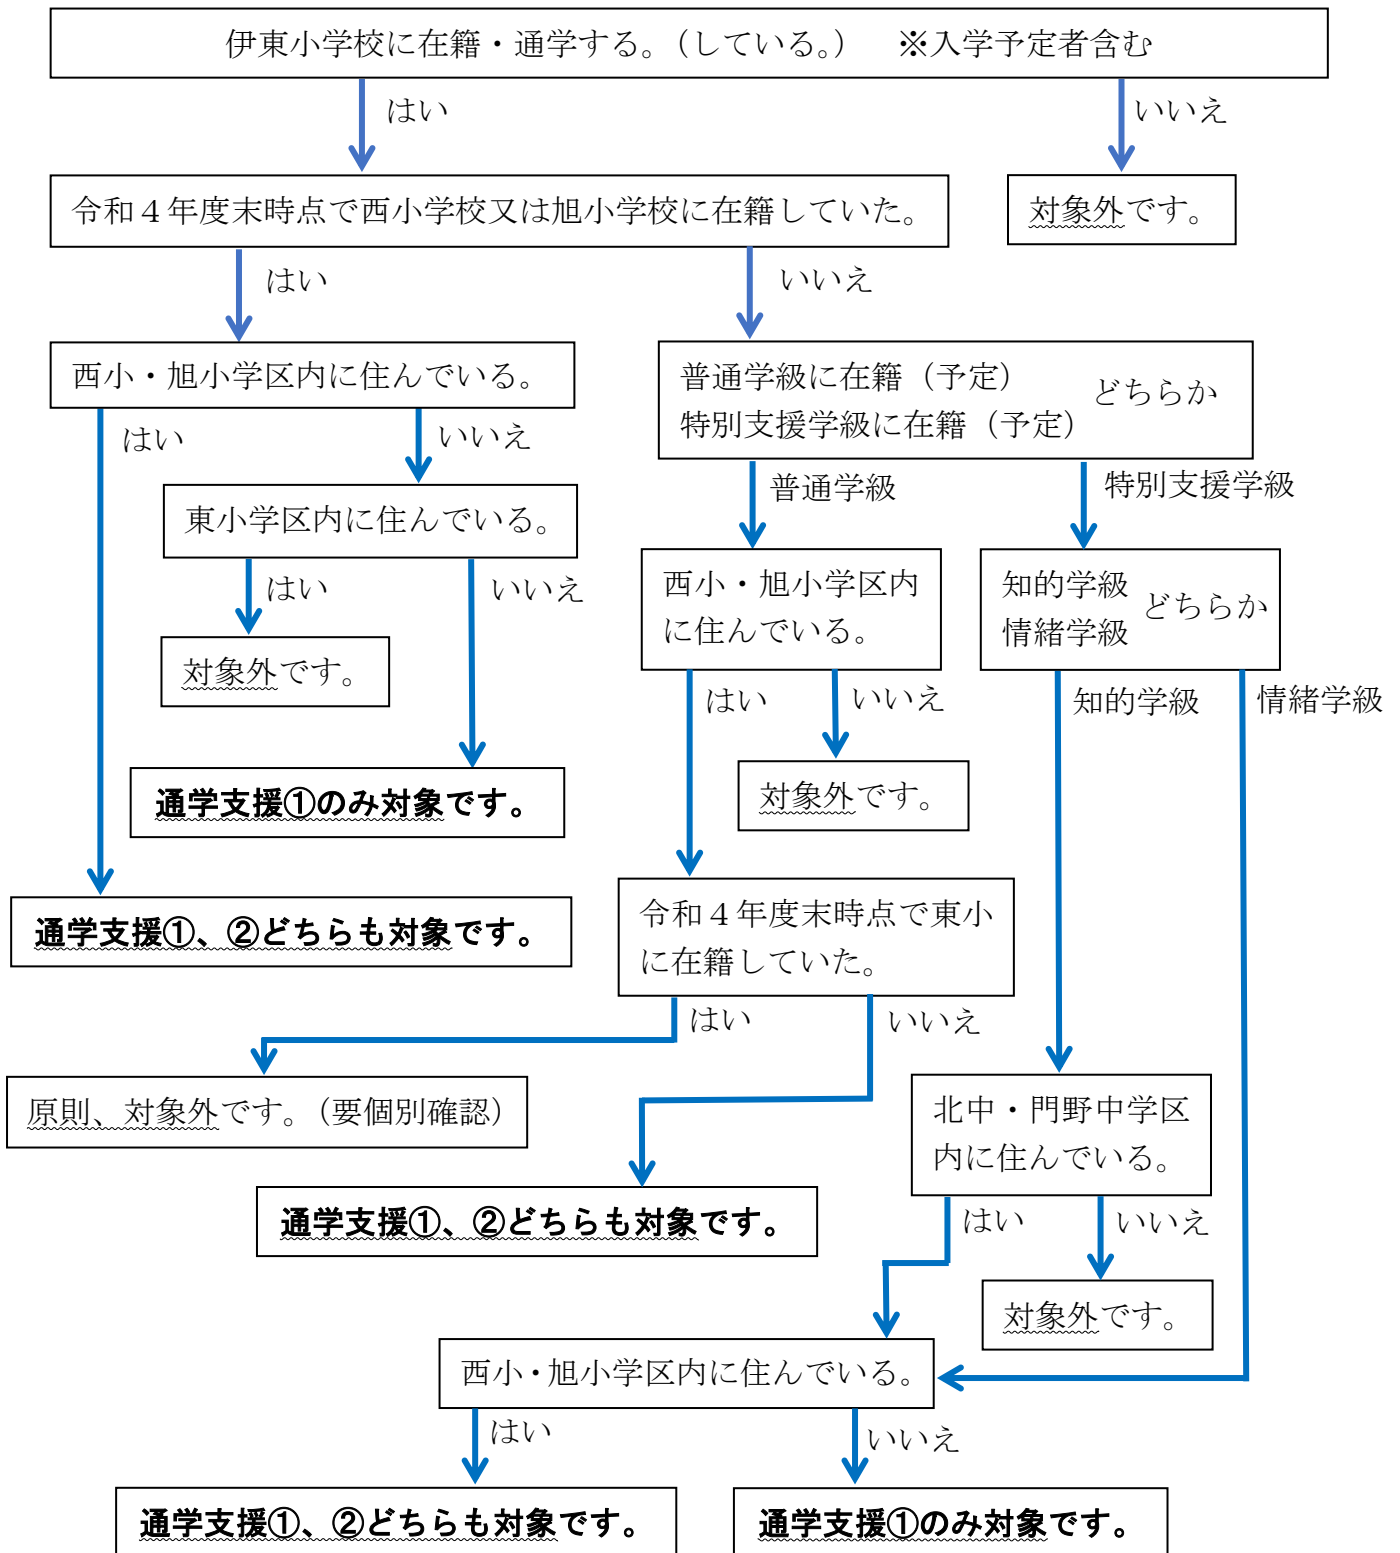 伊東小学校に在籍・通学する。（している。）　※入学予定者含む
はい
いいえ
令和４年度末時点で西小学校又は旭小学校に在籍していた。
対象外です。
はい
いいえ
西小・旭小学区内に住んでいる。
普通学級に在籍（予定）
特別支援学級に在籍（予定）
どちらか
はい
いいえ
普通学級
特別支援学級
東小学区内に住んでいる。
西小・旭小学区内
に住んでいる。
知的学級
情緒学級
どちらか
はい
いいえ
対象外です。
はい
いいえ
知的学級
情緒学級
通学支援①のみ対象です。
対象外です。
通学支援①、②どちらも対象です。
令和４年度末時点で東小
に在籍していた。
はい
いいえ
原則、対象外です。（要個別確認）
北中・門野中学区
内に住んでいる。
通学支援①、②どちらも対象です。
はい
いいえ
対象外です。
西小・旭小学区内に住んでいる。
はい
いいえ
通学支援①、②どちらも対象です。
通学支援①のみ対象です。